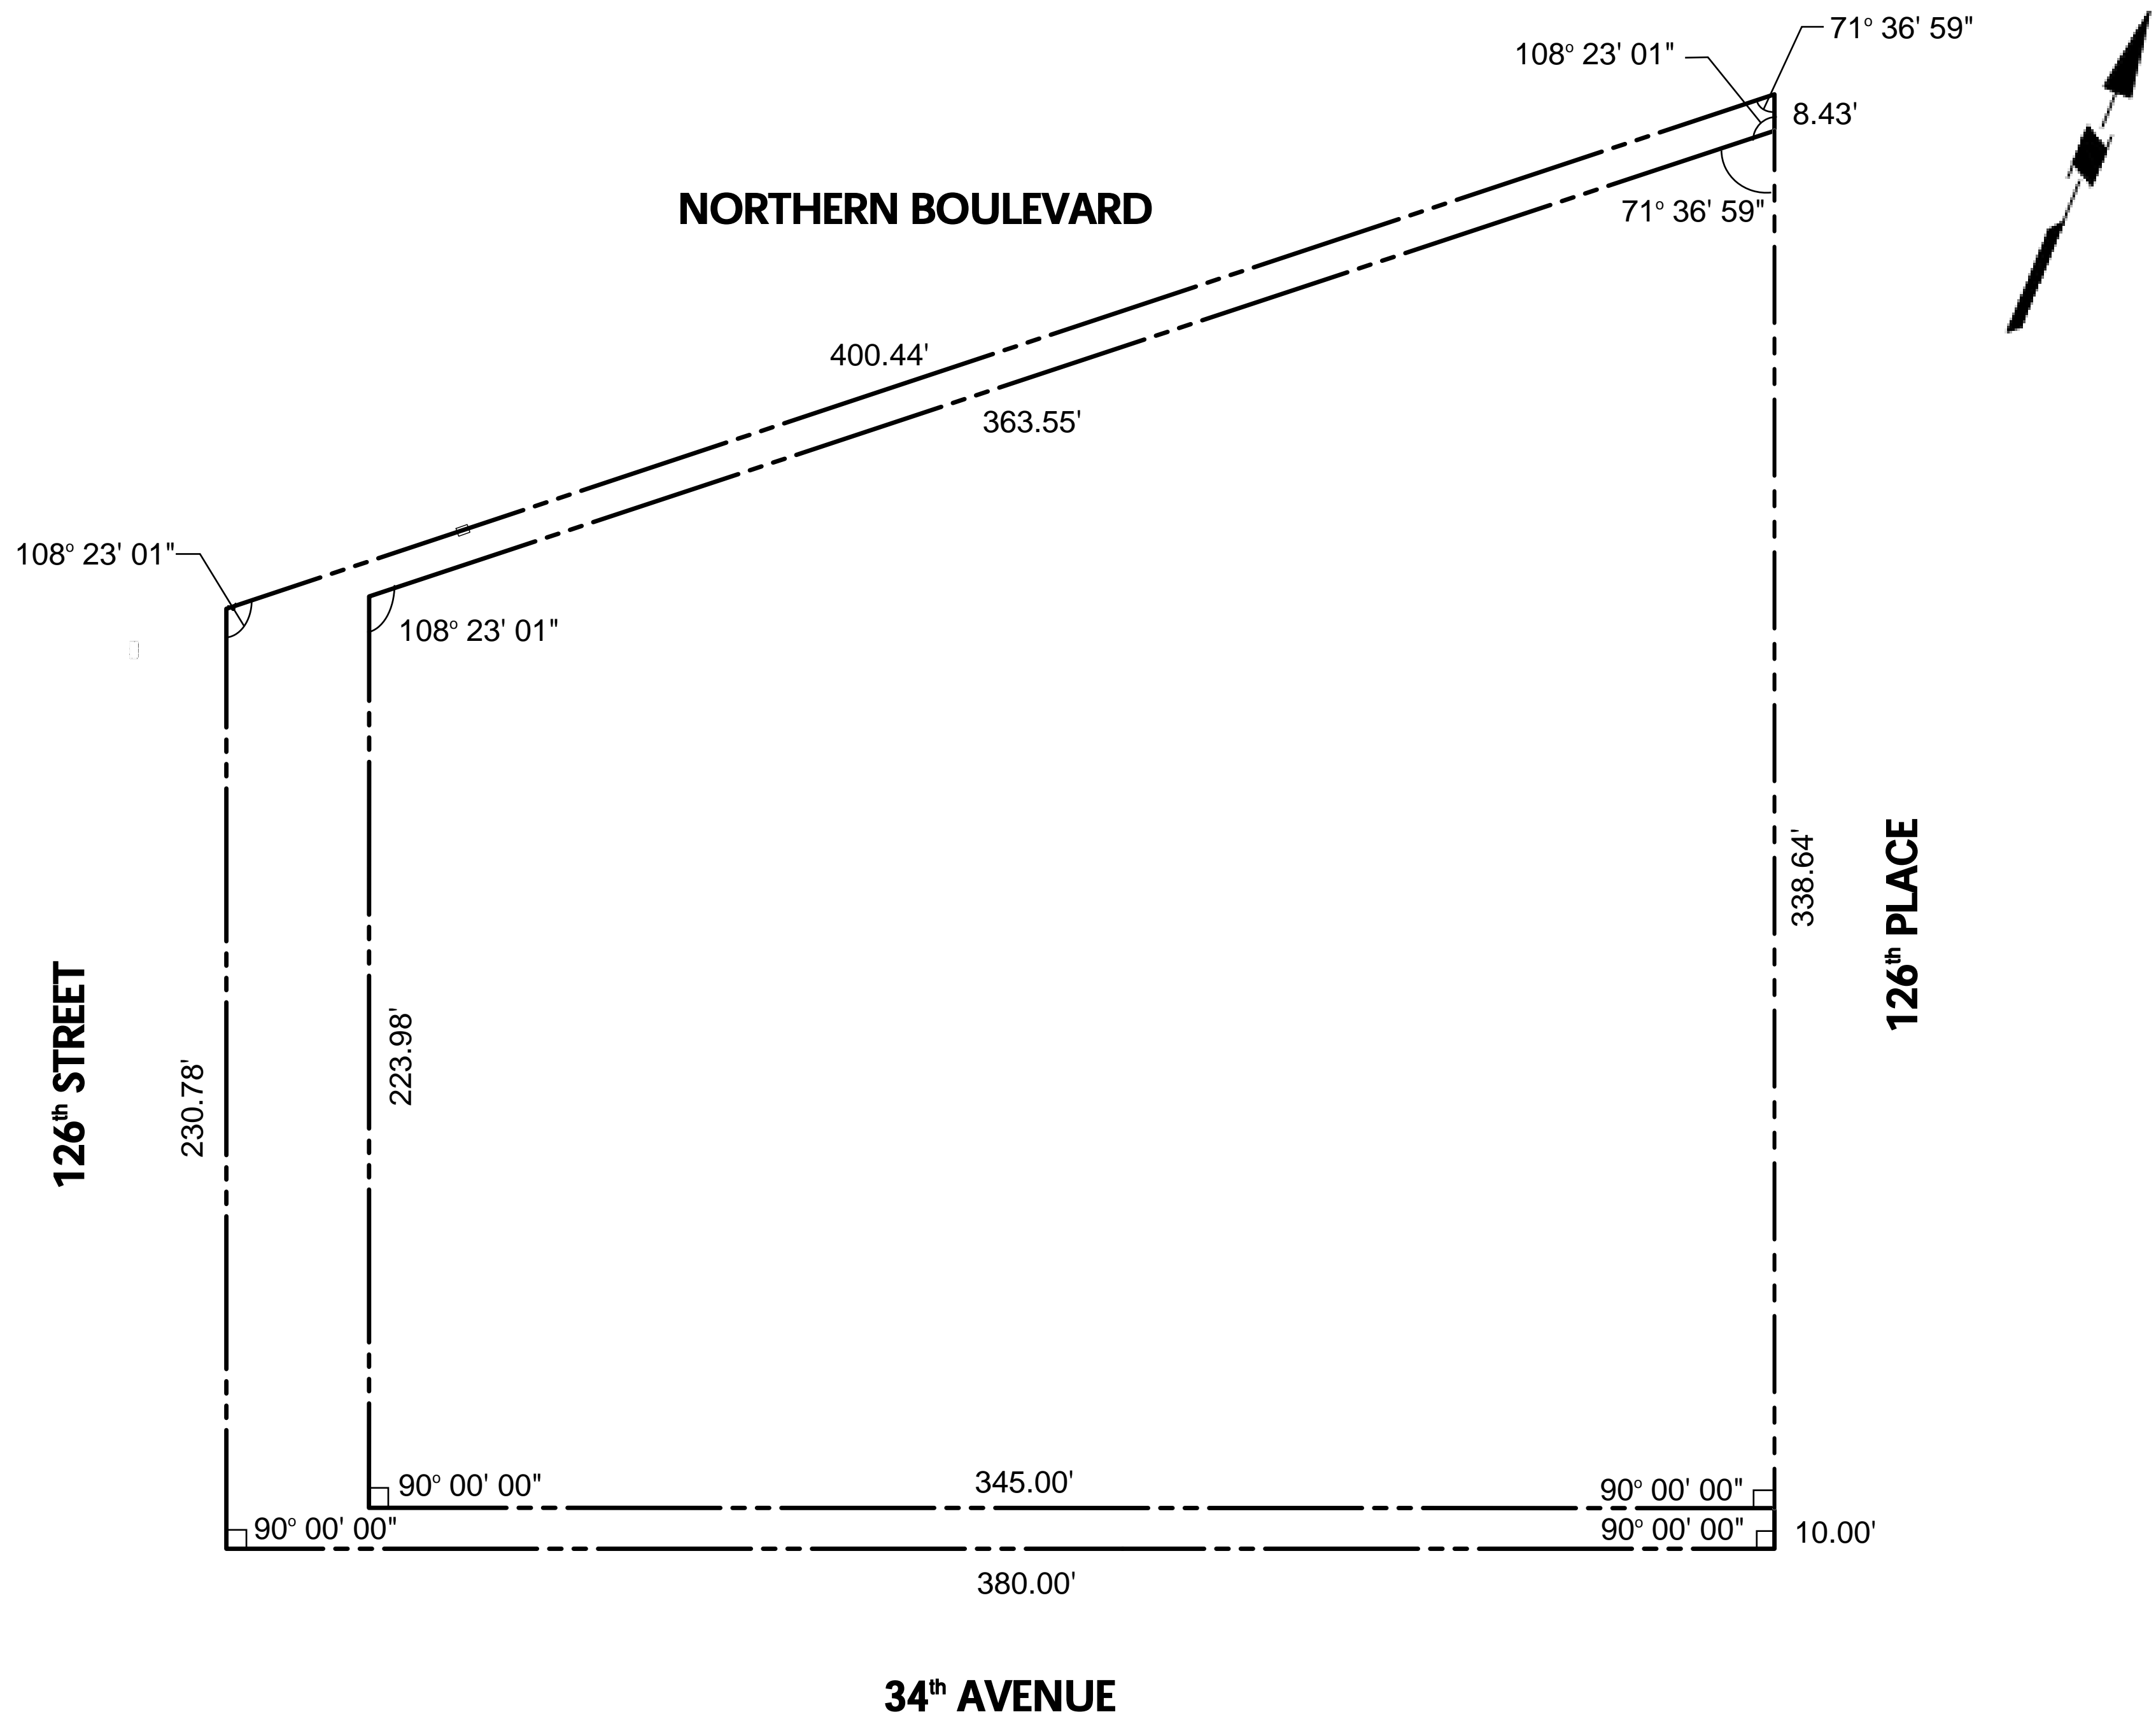 71° 36' 59"
108° 23' 01"
8.43'
NORTHERN BOULEVARD
71° 36' 59"
400.44'
363.55'
108° 23' 01"
108° 23' 01"
338.64'
126th PLACE
126th STREET
230.78'
223.98'
345.00'
90° 00' 00"
90° 00' 00"
90° 00' 00"
90° 00' 00"
10.00'
380.00'
34th AVENUE